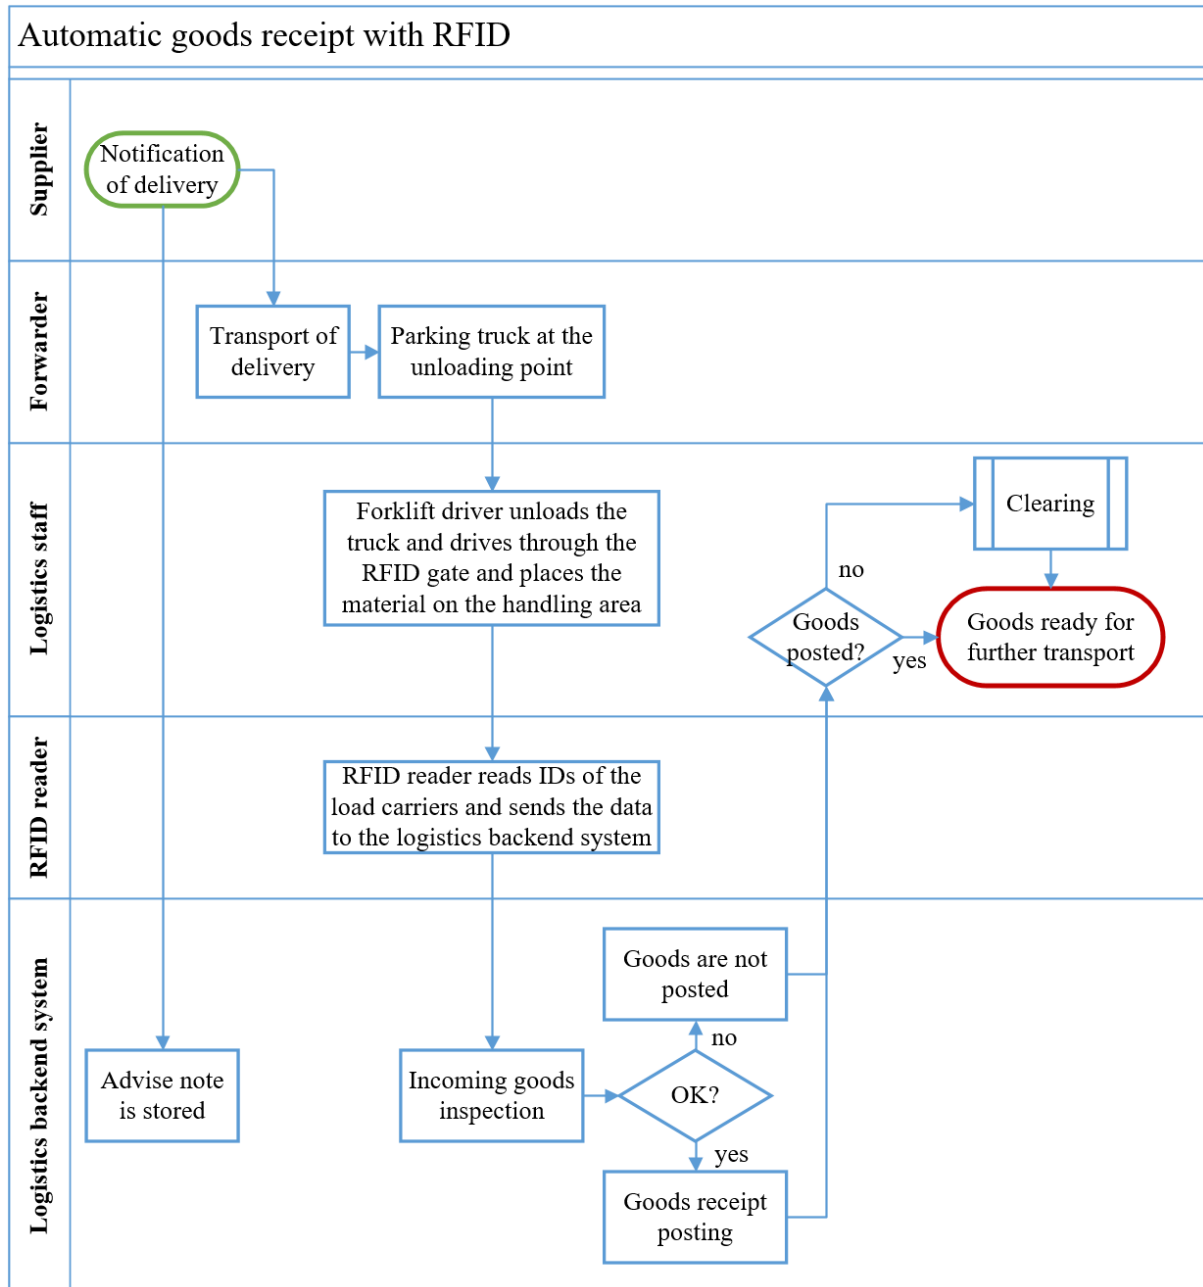 Automatic goods receipt with RFID
Supplier
Notification
of delivery
Forwarder
Transport of
delivery
Parking truck at the
unloading point
Logistics staff
Forklift driver unloads the
truck and drives through the
RFID gate and places the
material on the handling area
Clearing
no
Goods
posted?
yes
Goods ready for
further transport
RFID reader
RFID reader reads IDs of the
load carriers and sends the data
to the logistics backend system
Logistics backend system
Advise note
is stored
Incoming goods
inspection
Goods are not
posted
no
OK?
yes
Goods receipt
posting